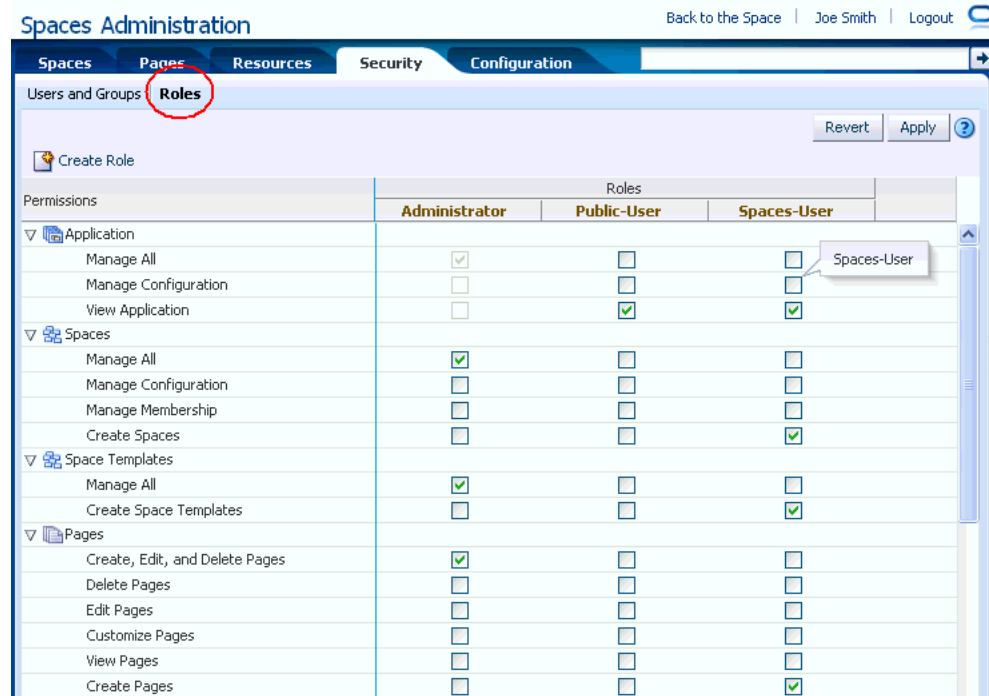 Spaces Administration
Back to the Space | Joe Smith | Logout
Spaces Pages Resources Security Configuration
Users and Groups Roles
Revert Apply ?
Create Role
Permissions
Roles
Administrator Public-User Spaces-User
Application
Manage All
Spaces-User
Manage Configuration
View Application
Spaces
Manage All
Manage Configuration
Manage Membership
Create Spaces
Space Templates
Manage All
Create Space Templates
Pages
Create, Edit, and Delete Pages
Delete Pages
Edit Pages
Customize Pages
View Pages
Create Pages